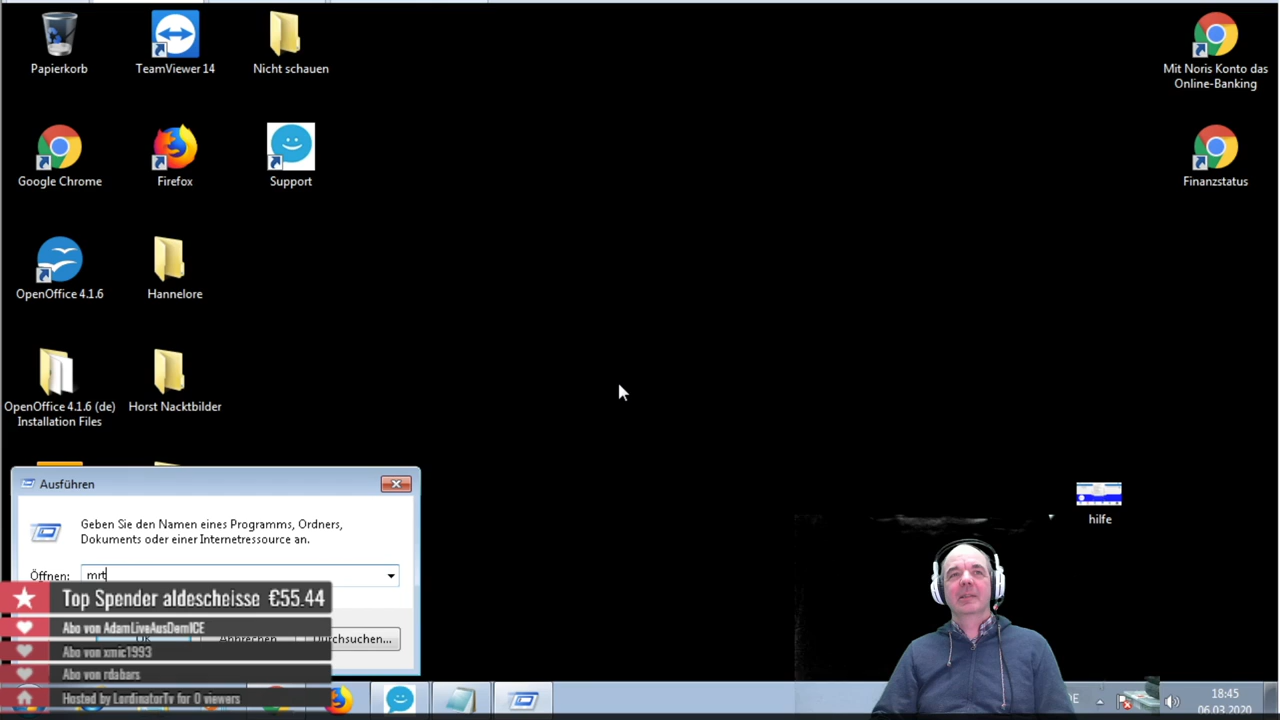 Papierkorb
TeamViewer 14
Nicht schauen
Mit Noris Konto das
Online-Banking
Google Chrome
Firefox
Support
Finanzstatus
OpenOffice 4.1.6
Hannelore
OpenOffice 4.1.6 (de)
Installation Files
Horst Nacktbilder
hilfe
Ausführen
Geben Sie den Namen eines Programms, Ordners,
Dokuments oder einer Internetressource an.
Öffnen: mrt
Top Spender aldescheisse €55.44
Abo von AdamLiveAusDemICE
OK Abbrechen Durchsuchen...
Abo von xmic1993
Abo von rdabars
Hosted by LordinatorTv for 0 viewers
DE
18:45
06.03.2020